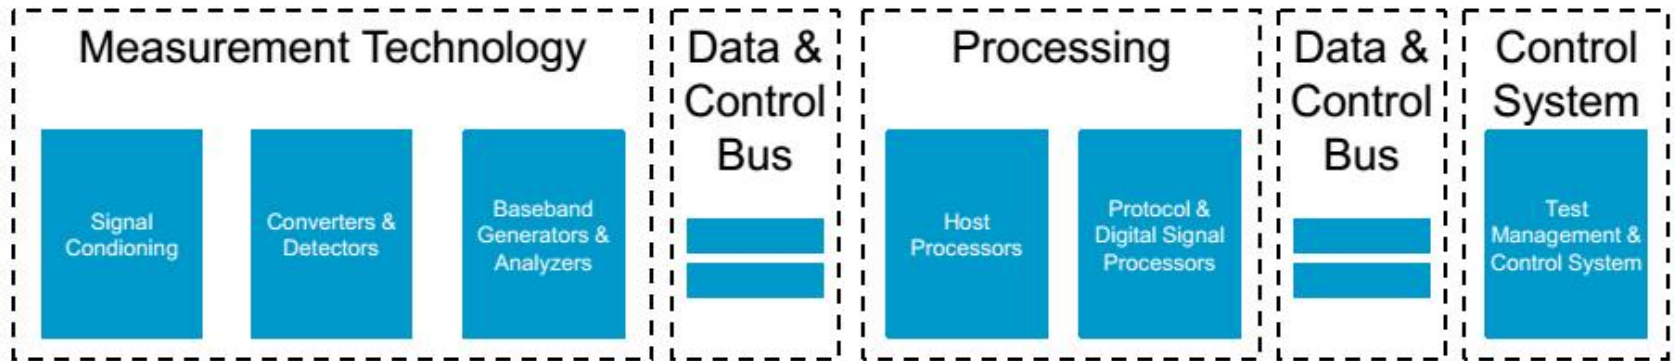 Measurement Technology
Signal
Condioning
Converters &
Detectors
Baseband
Generators &
Analyzers
Data &
Control
Bus
Processing
Host
Processors
Protocol &
Digital Signal
Processors
Data &
Control
Bus
Control
System
Test
Management &
Control System